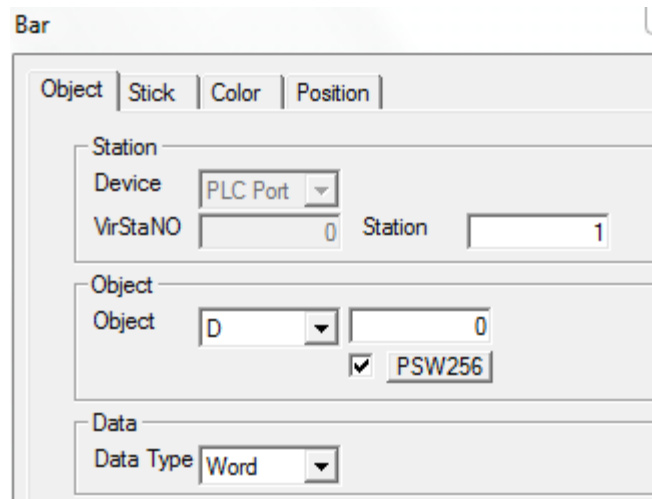 Bar
Object Stick Color Position
Station
Device PLC Port
VirStaNO 0 Station 1
Object
Object D 0
PSW256
Data
Data Type Word